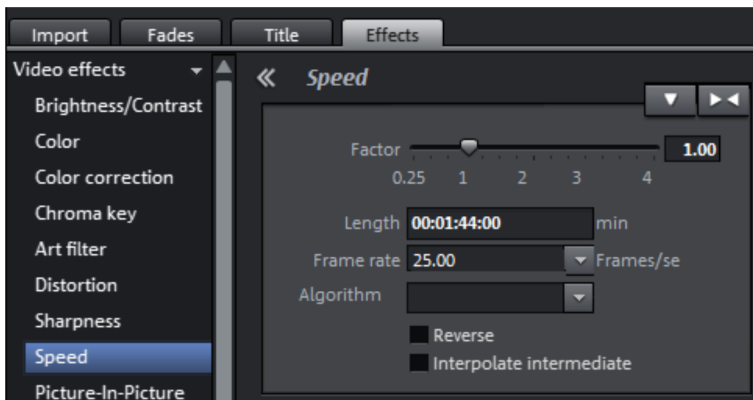 Import Fades Title Effects
Video effects
Brightness/Contrast
Color
Color correction
Chroma key
Art filter
Distortion
Sharpness
Speed
Picture-In-Picture
Speed
Factor 1.00
0.25 1 2 3 4
Length 00:01:44:00 min
Frame rate 25.00 Frames/se
Algorithm
Reverse
Interpolate intermediate